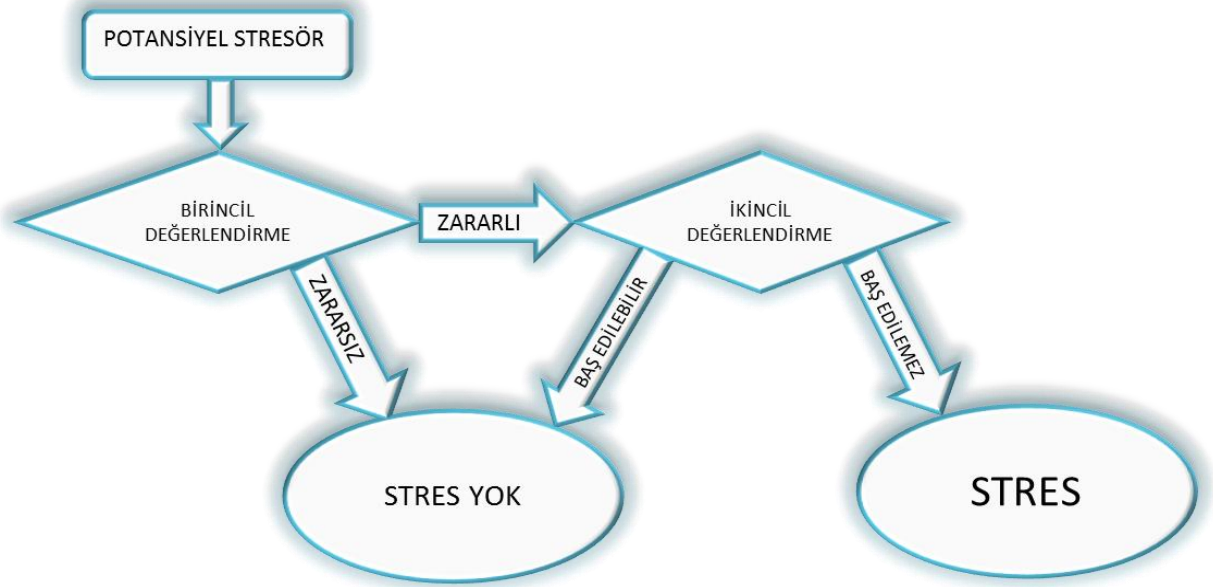 POTANSİYEL STRESÖR
BİRİNCİL
DEĞERLENDİRME
ZARARLI
İKİNCİL
DEĞERLENDİRME
ZARARSIZ
BAŞ EDİLEBİLİR
BAŞ EDİLEMEZ
STRES YOK
STRES